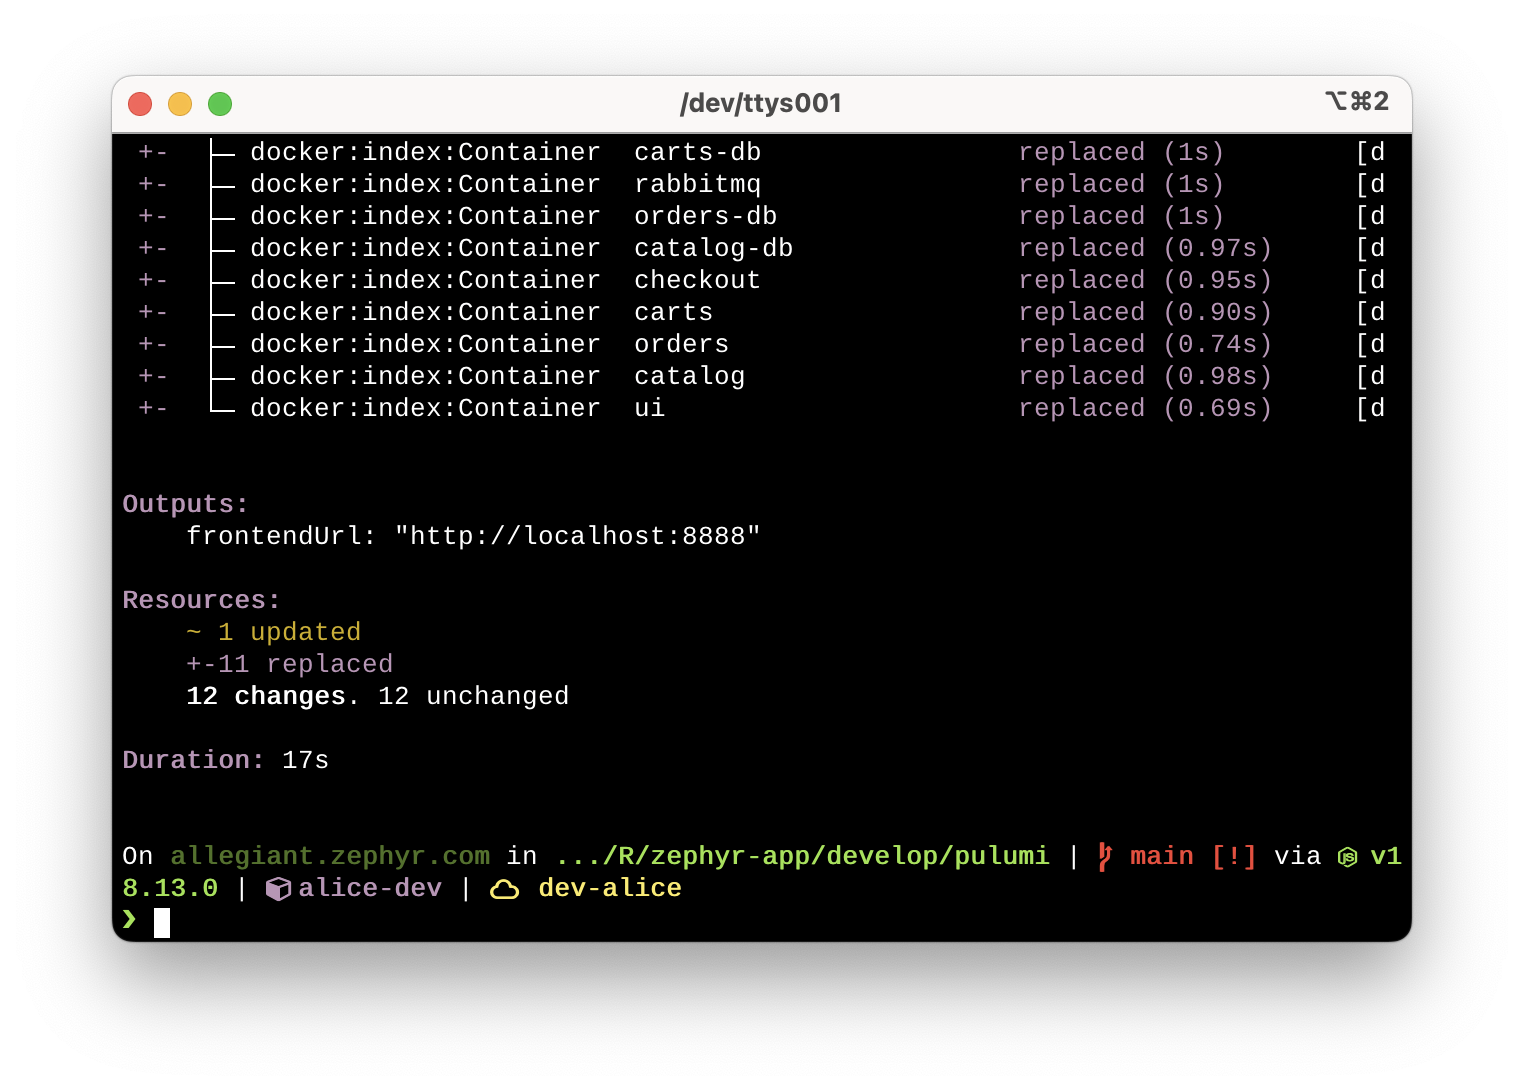 /dev/ttys001 ⌥⌘2
+- ├─ docker:index:Container carts-db replaced (1s) [d
+- ├─ docker:index:Container rabbitmq replaced (1s) [d
+- ├─ docker:index:Container orders-db replaced (1s) [d
+- ├─ docker:index:Container catalog-db replaced (0.97s) [d
+- ├─ docker:index:Container checkout replaced (0.95s) [d
+- ├─ docker:index:Container carts replaced (0.90s) [d
+- ├─ docker:index:Container orders replaced (0.74s) [d
+- ├─ docker:index:Container catalog replaced (0.98s) [d
+- └─ docker:index:Container ui replaced (0.69s) [d
Outputs:
frontendUrl: "http://localhost:8888"
Resources:
~ 1 updated
+-11 replaced
12 changes. 12 unchanged
Duration: 17s
On allegiant.zephyr.com in .../R/zephyr-app/develop/pulumi | main [!] via v1
8.13.0 | alice-dev | dev-alice
❯